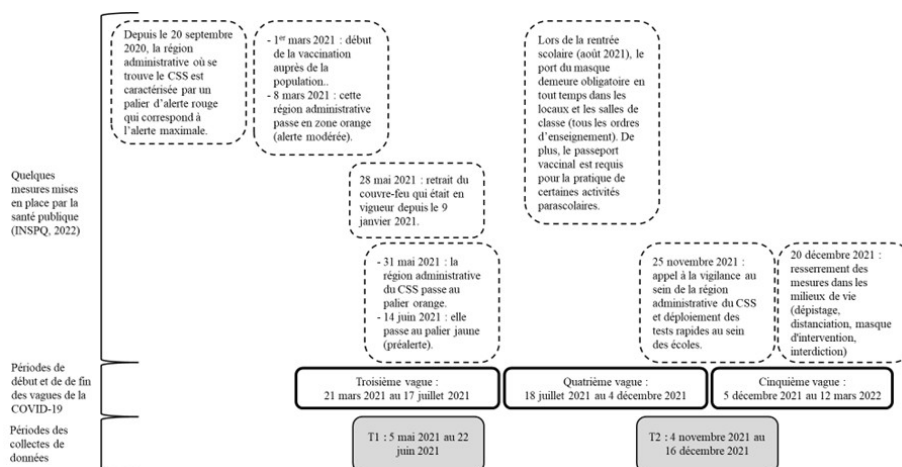 Depuis le 20 septembre
2020, la région
administrative où se
trouve le CSS est
caractérisée par un
palier d'alerte rouge
qui correspond à
l'alerte maximale.
- 1er mars 2021 : début
de la vaccination
auprès de la
population..
- 8 mars 2021 : cette
région administrative
passe en zone orange
(alerte modérée).
Lors de la rentrée
scolaire (août 2021), le
port du masque
demeure obligatoire en
tout temps dans les
locaux et les salles de
classe (tous les ordres
d'enseignement). De
plus, le passeport
vaccinal est requis
pour la pratique de
certaines activités
parascolaires.
Quelques
mesures mises
en place par la
santé publique
(INSPQ, 2022)
28 mai 2021 : retrait du
couvre-feu qui était en
vigueur depuis le 9
janvier 2021.
- 31 mai 2021 : la
région administrative
du CSS passe au
palier orange.
- 14 juin 2021 : elle
passe au palier jaune
(préalerte).
25 novembre 2021 :
appel à la vigilance au
sein de la région
administrative du CSS
et déploiement des
tests rapides au sein
des écoles.
20 décembre 2021 :
resserrement des
mesures dans les
milieux de vie
(dépistage,
distanciation, masque
d'intervention,
interdiction)
Périodes de
début et de de fin
des vagues de la
COVID-19
Troisième vague :
21 mars 2021 au 17 juillet 2021
Quatrième vague :
18 juillet 2021 au 4 décembre 2021
Cinquième vague :
5 décembre 2021 au 12 mars 2022
Périodes des
collectes de
données
T1 : 5 mai 2021 au 22
juin 2021
T2 : 4 novembre 2021 au
16 décembre 2021